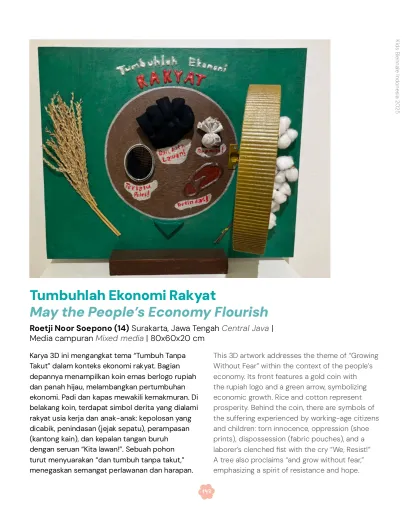 Kidz Bienniale Indonesia 2025
Tumbuhlah Ekonomi
RAKYAT
Tumbuhlah Ekonomi Rakyat
May the People's Economy Flourish
Roetji Noor Soepono (14) Surakarta, Jawa Tengah Central Java |
Media campuran Mixed media | 80x60x20 cm
Karya 3D ini mengangkat tema “Tumbuh Tanpa
Takut” dalam konteks ekonomi rakyat. Bagian
depannya menampilkan koin emas berlogo rupiah
dan panah hijau, melambangkan pertumbuhan
ekonomi. Padi dan kapas mewakili kemakmuran. Di
belakang koin, terdapat simbol derita yang dialami
rakyat usia kerja dan anak-anak: kepolosan yang
dicabik, penindasan (jejak sepatu), perampasan
(kantong kain), dan kepalan tangan buruh
dengan seruan “Kita lawan!”. Sebuah pohon
turut menyuarakan “dan tumbuh tanpa takut,”
menegaskan semangat perlawanan dan harapan.
This 3D artwork addresses the theme of “Growing
Without Fear” within the context of the people's
economy. Its front features a gold coin with
the rupiah logo and a green arrow, symbolizing
economic growth. Rice and cotton represent
prosperity. Behind the coin, there are symbols of
the suffering experienced by working-age citizens
and children: torn innocence, oppression (shoe
prints), dispossession (fabric pouches), and a
laborer's clenched fist with the cry “We, Resist!”
A tree also proclaims “and grow without fear,”
emphasizing a spirit of resistance and hope.